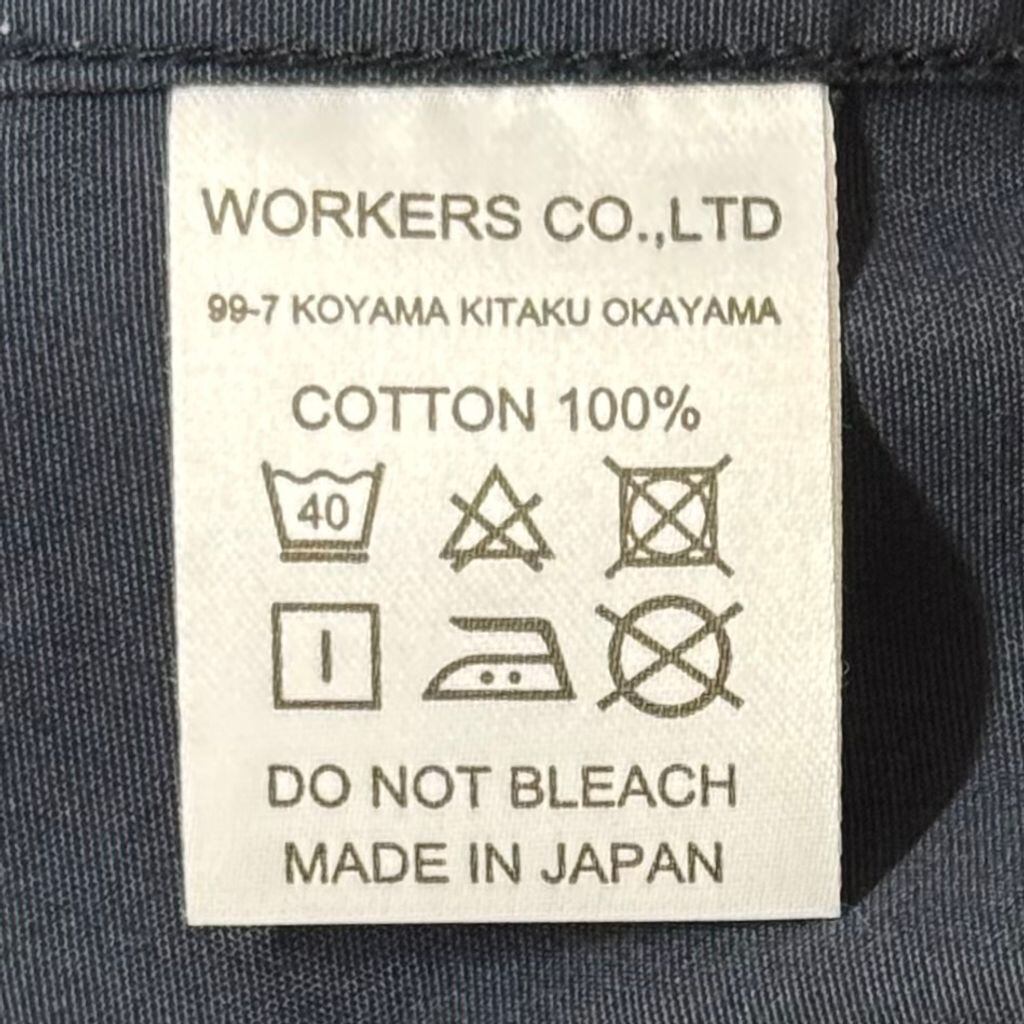 WORKERS CO.,LTD
99-7 KOYAMA KITAKU OKAYAMA
COTTON 100%
40
DO NOT BLEACH
MADE IN JAPAN